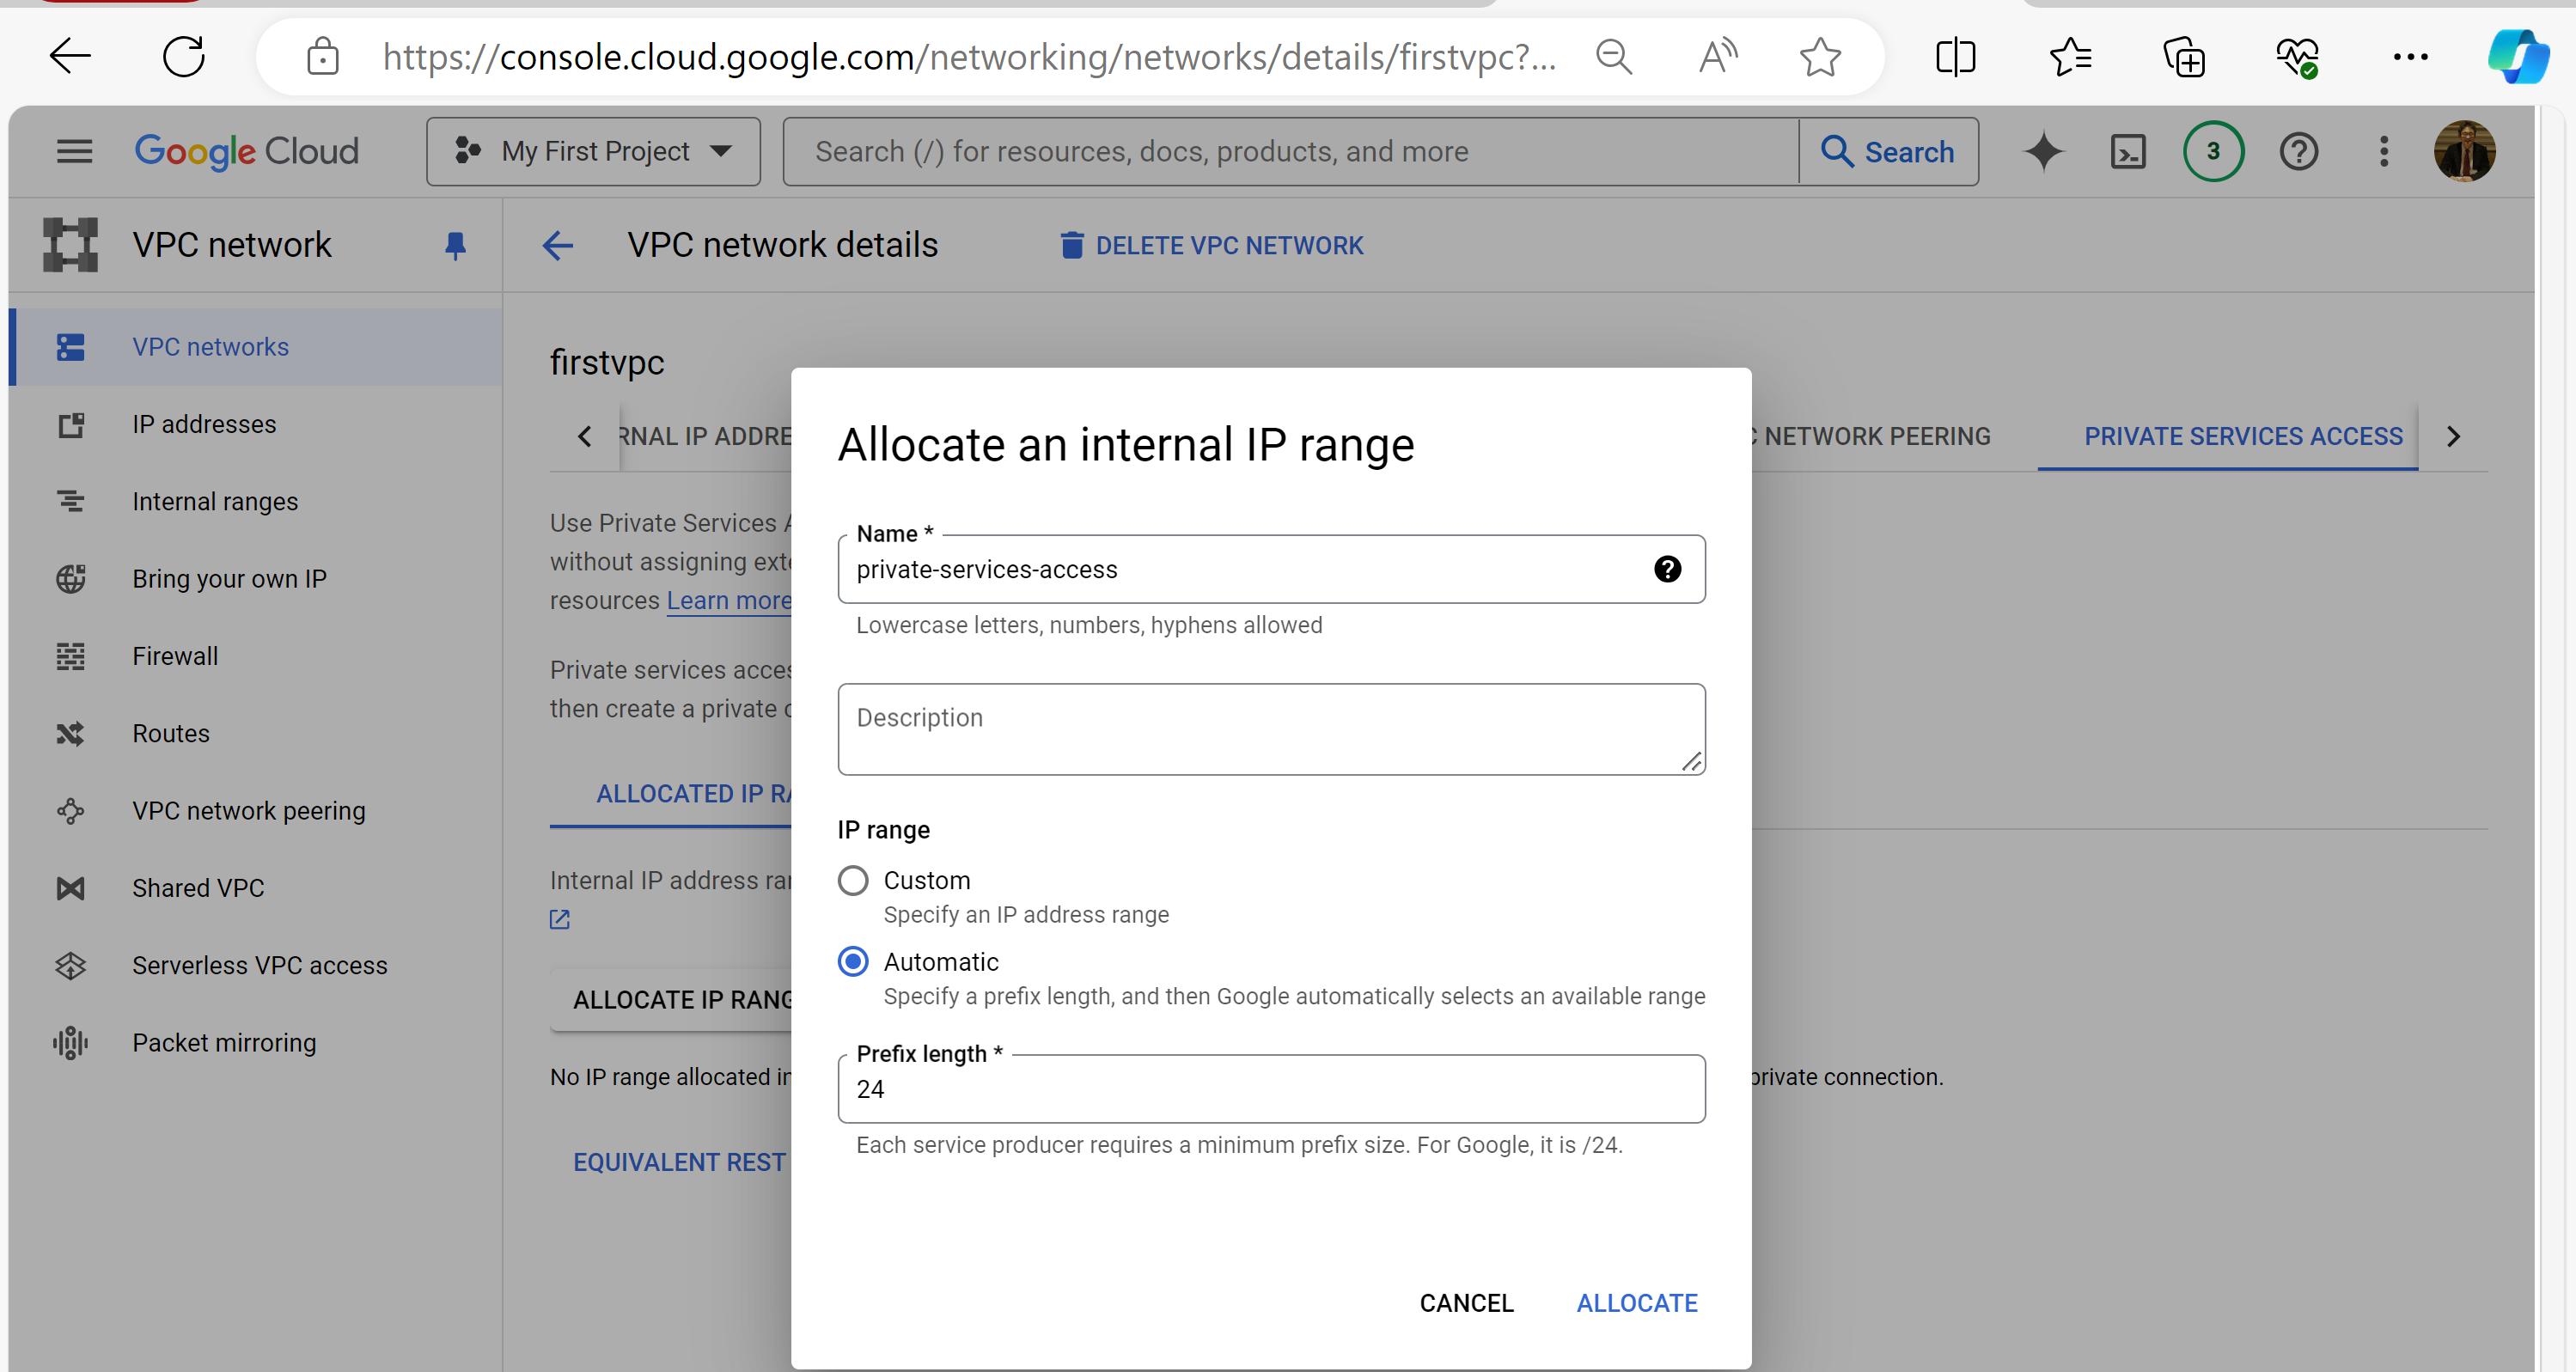 https://console.cloud.google.com/networking/networks/details/firstvpc?...
Google Cloud
My First Project
Search (/) for resources, docs, products, and more
Search
3
VPC network
VPC network details
DELETE VPC NETWORK
VPC networks
IP addresses
Internal ranges
Bring your own IP
Firewall
Routes
VPC network peering
Shared VPC
Serverless VPC access
Packet mirroring
firstvpc
RNAL IP ADDRE
NETWORK PEERING
PRIVATE SERVICES ACCESS
Use Private Services A
without assigning exte
resources Learn more
Private services acces
then create a private c
ALLOCATED IP RA
Internal IP address ran
ALLOCATE IP RANG
No IP range allocated in
private connection.
EQUIVALENT REST
Allocate an internal IP range
Name *
private-services-access
Lowercase letters, numbers, hyphens allowed
Description
IP range
Custom
Specify an IP address range
Automatic
Specify a prefix length, and then Google automatically selects an available range
Prefix length *
24
Each service producer requires a minimum prefix size. For Google, it is /24.
CANCEL
ALLOCATE